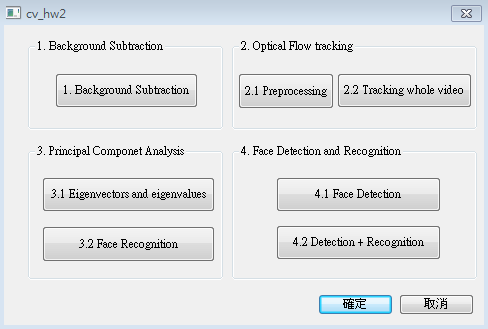 cv_hw2
1. Background Subtraction
1. Background Subtraction
2. Optical Flow tracking
2.1 Preprocessing
2.2 Tracking whole video
3. Principal Componet Analysis
3.1 Eigenvectors and eigenvalues
3.2 Face Recognition
4. Face Detection and Recognition
4.1 Face Detection
4.2 Detection + Recognition
確定
取消